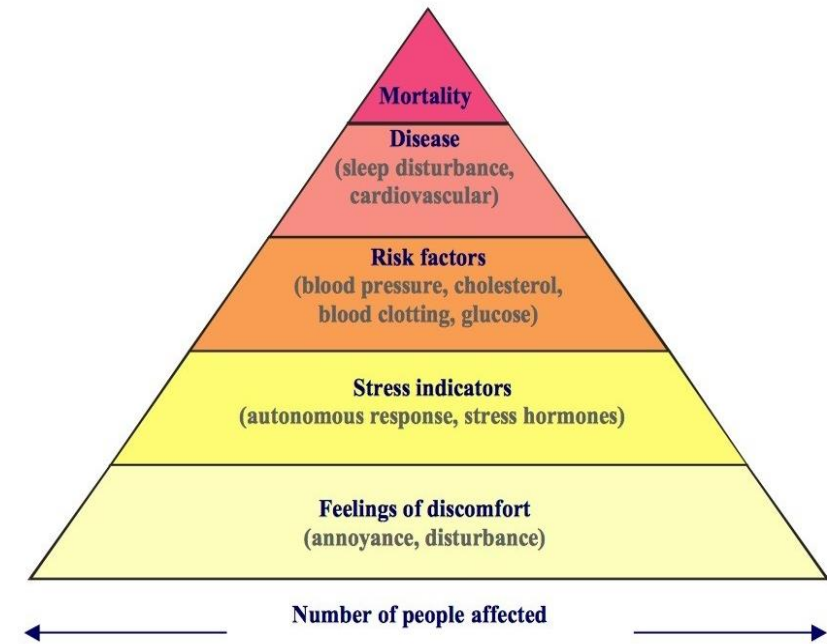 Mortality
Disease
(sleep disturbance,
cardiovascular)
Risk factors
(blood pressure, cholesterol,
blood clotting, glucose)
Stress indicators
(autonomous response, stress hormones)
Feelings of discomfort
(annoyance, disturbance)
Number of people affected